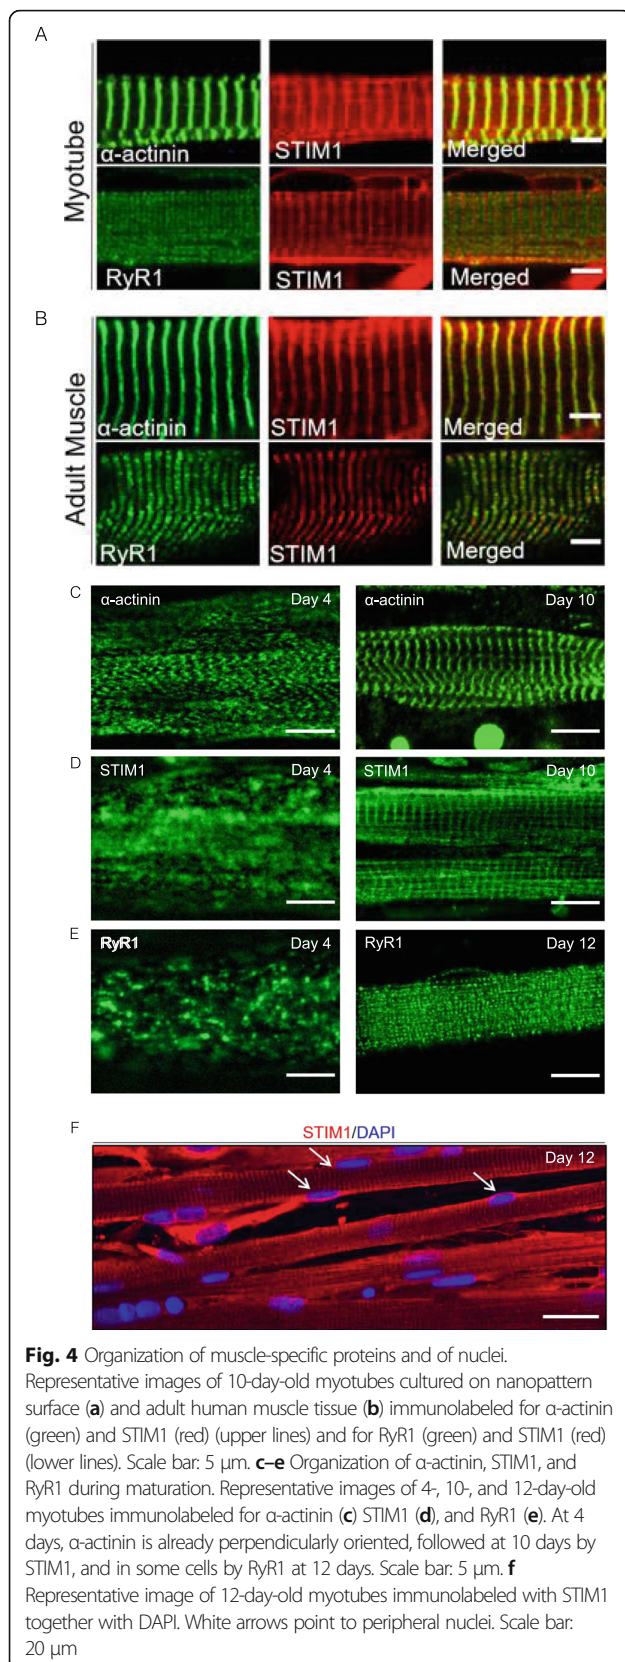 A
Myotube
α-actinin
STIM1
Merged
RyR1
STIM1
Merged
B
Adult Muscle
α-actinin
STIM1
Merged
RyR1
STIM1
Merged
C
α-actinin Day 4
α-actinin Day 10
D
STIM1 Day 4
STIM1 Day 10
E
RyR1 Day 4
RyR1 Day 12
F
STIM1/DAPI
Day 12
Fig. 4 Organization of muscle-specific proteins and of nuclei.
Representative images of 10-day-old myotubes cultured on nanopattern
surface (a) and adult human muscle tissue (b) immunolabeled for α-actinin
(green) and STIM1 (red) (upper lines) and for RyR1 (green) and STIM1 (red)
(lower lines). Scale bar: 5 μm. c–e Organization of α-actinin, STIM1, and
RyR1 during maturation. Representative images of 4-, 10-, and 12-day-old
myotubes immunolabeled for α-actinin (c) STIM1 (d), and RyR1 (e). At 4
days, α-actinin is already perpendicularly oriented, followed at 10 days by
STIM1, and in some cells by RyR1 at 12 days. Scale bar: 5 μm. f
Representative image of 12-day-old myotubes immunolabeled with STIM1
together with DAPI. White arrows point to peripheral nuclei. Scale bar:
20 μm